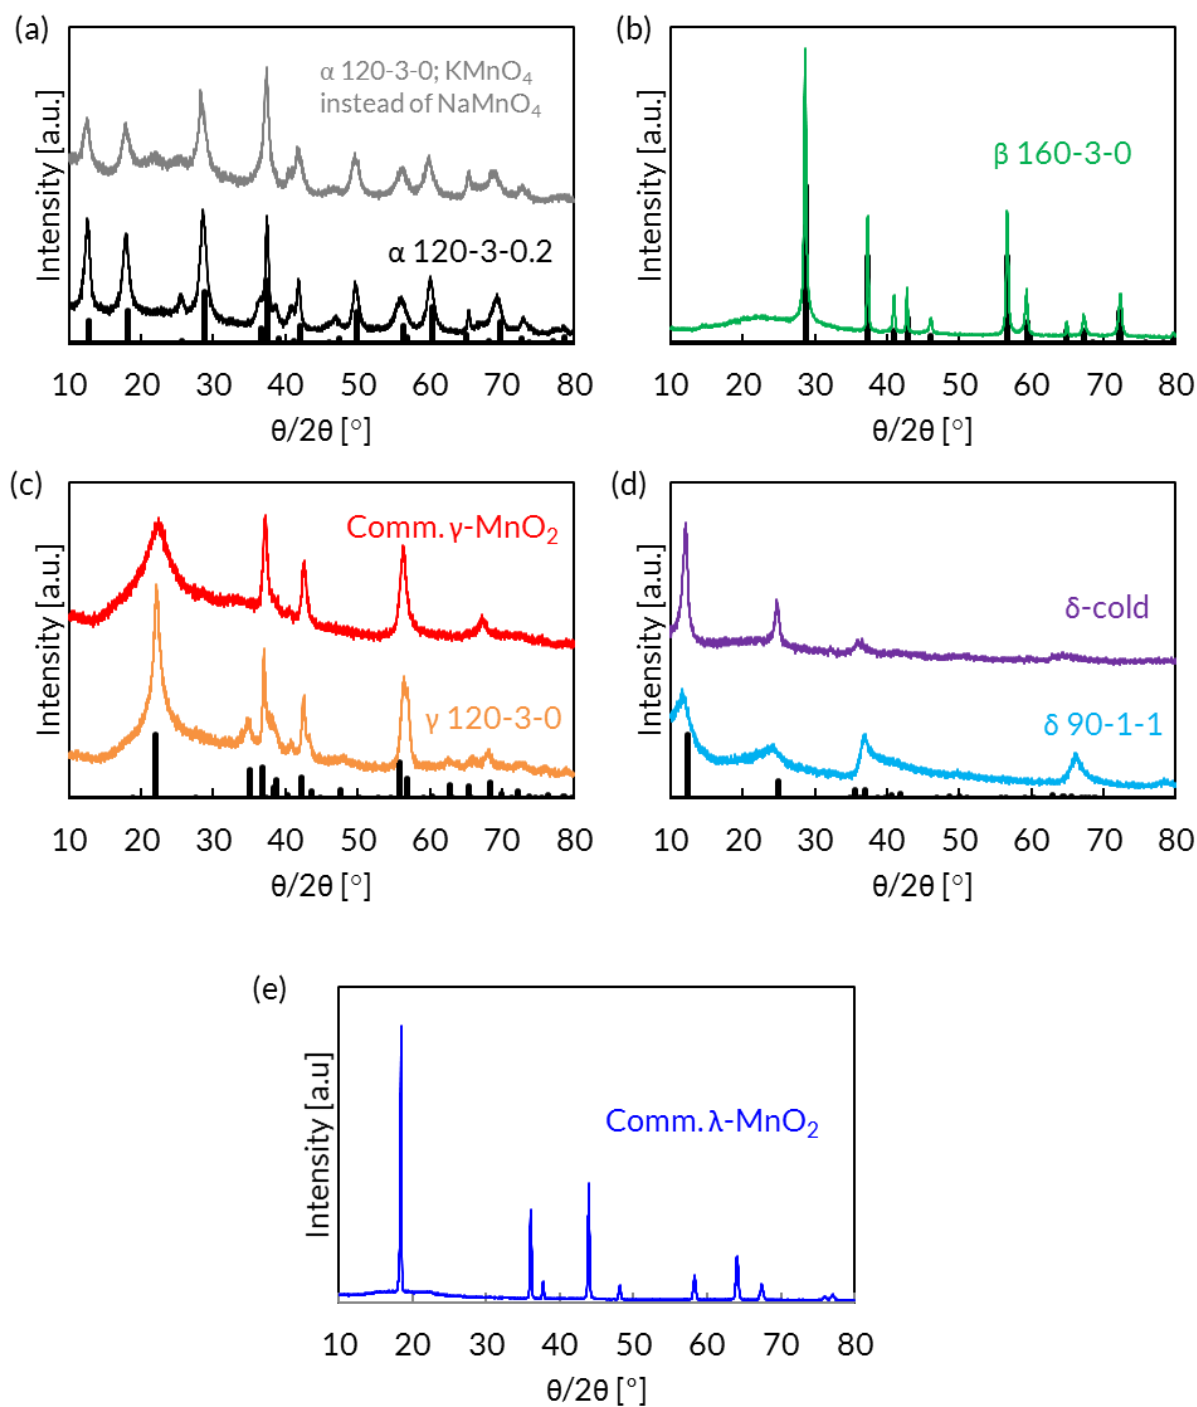 (a)
α 120-3-0; KMnO₄
instead of NaMnO₄
α 120-3-0.2
Intensity [a.u.]
10 20 30 40 50 60 70 80
θ/2θ [°]
(b)
β 160-3-0
Intensity [a.u.]
10 20 30 40 50 60 70 80
θ/2θ [°]
(c)
Comm. γ-MnO₂
γ 120-3-0
Intensity [a.u.]
10 20 30 40 50 60 70 80
θ/2θ [°]
(d)
δ-cold
δ 90-1-1
Intensity [a.u.]
10 20 30 40 50 60 70 80
θ/2θ [°]
(e)
Comm. λ-MnO₂
Intensity [a.u]
10 20 30 40 50 60 70 80
θ/2θ [°]